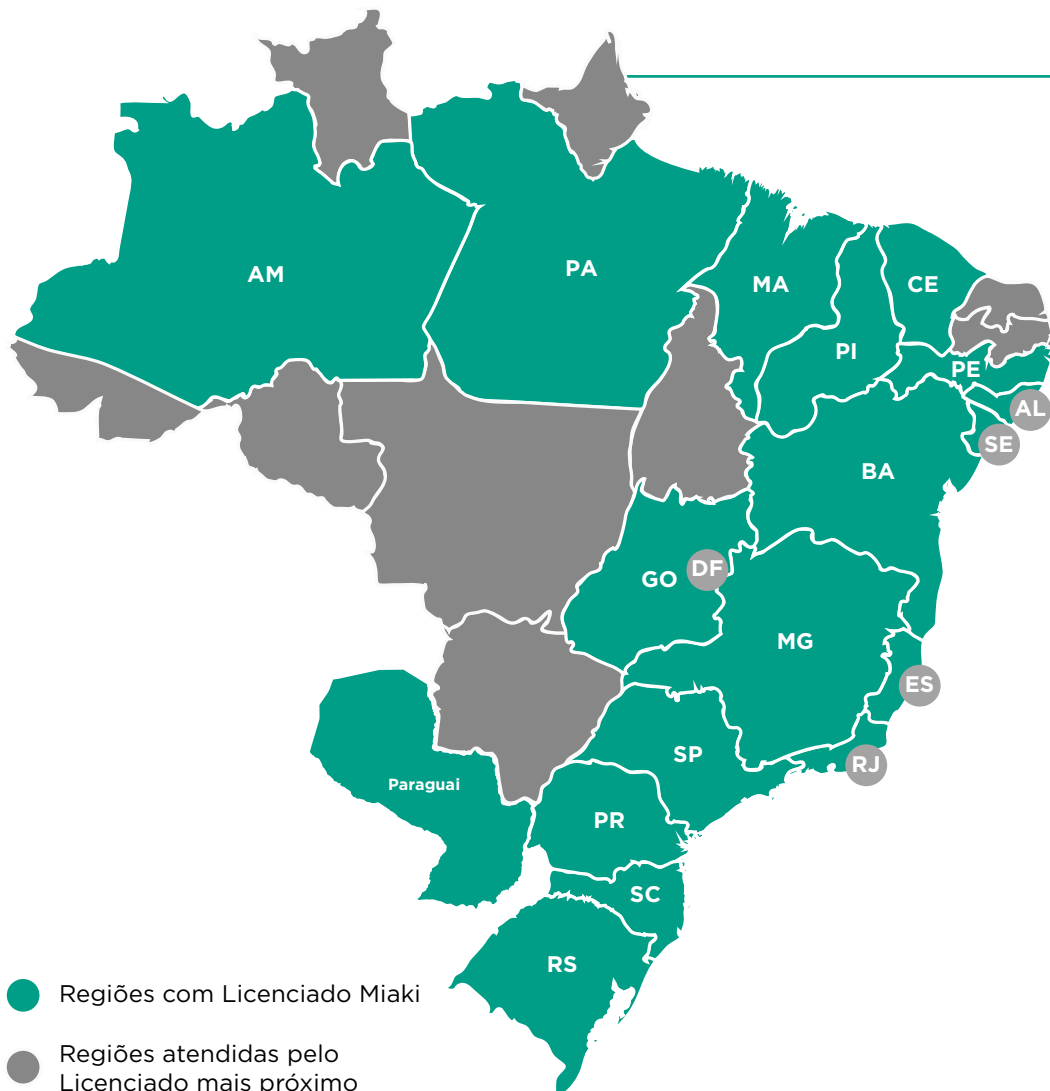 AM
PA
MA
CE
PI
PE
AL
SE
BA
GO
DF
MG
ES
SP
RJ
Paraguai
PR
SC
RS
Regiões com Licenciado Miaki
Regiões atendidas pelo
Licenciado mais próximo